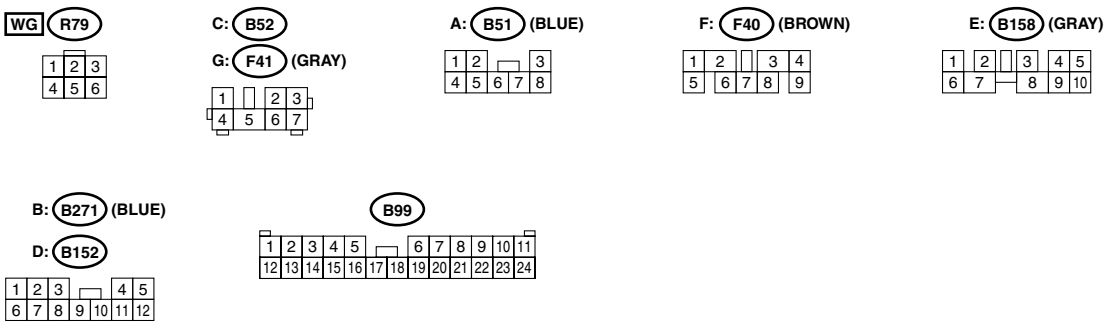 WG R79
1 2 3
4 5 6
C: B52
G: F41 (GRAY)
1 2 3
4 5 6 7
A: B51 (BLUE)
1 2 3
4 5 6 7 8
F: F40 (BROWN)
1 2 3 4
5 6 7 8 9
E: B158 (GRAY)
1 2 3 4 5
6 7 8 9 10
B: B271 (BLUE)
D: B152
1 2 3 4 5
6 7 8 9 10 11 12
B99
1 2 3 4 5 6 7 8 9 10 11
12 13 14 15 16 17 18 19 20 21 22 23 24